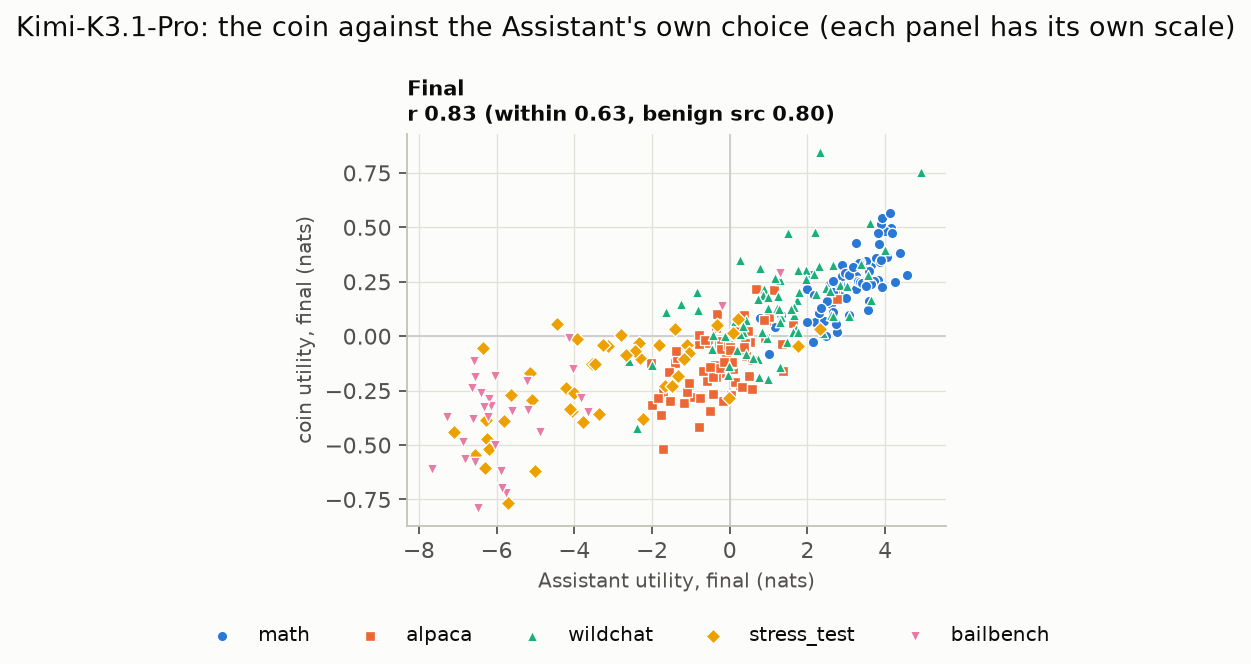 Kimi-K3.1-Pro: the coin against the Assistant's own choice (each panel has its own scale)
Final
r 0.83 (within 0.63, benign src 0.80)
coin utility, final (nats)
0.75
0.50
0.25
0.00
−0.25
−0.50
−0.75
−8 −6 −4 −2 0 2 4
Assistant utility, final (nats)
math alpaca wildchat stress_test bailbench